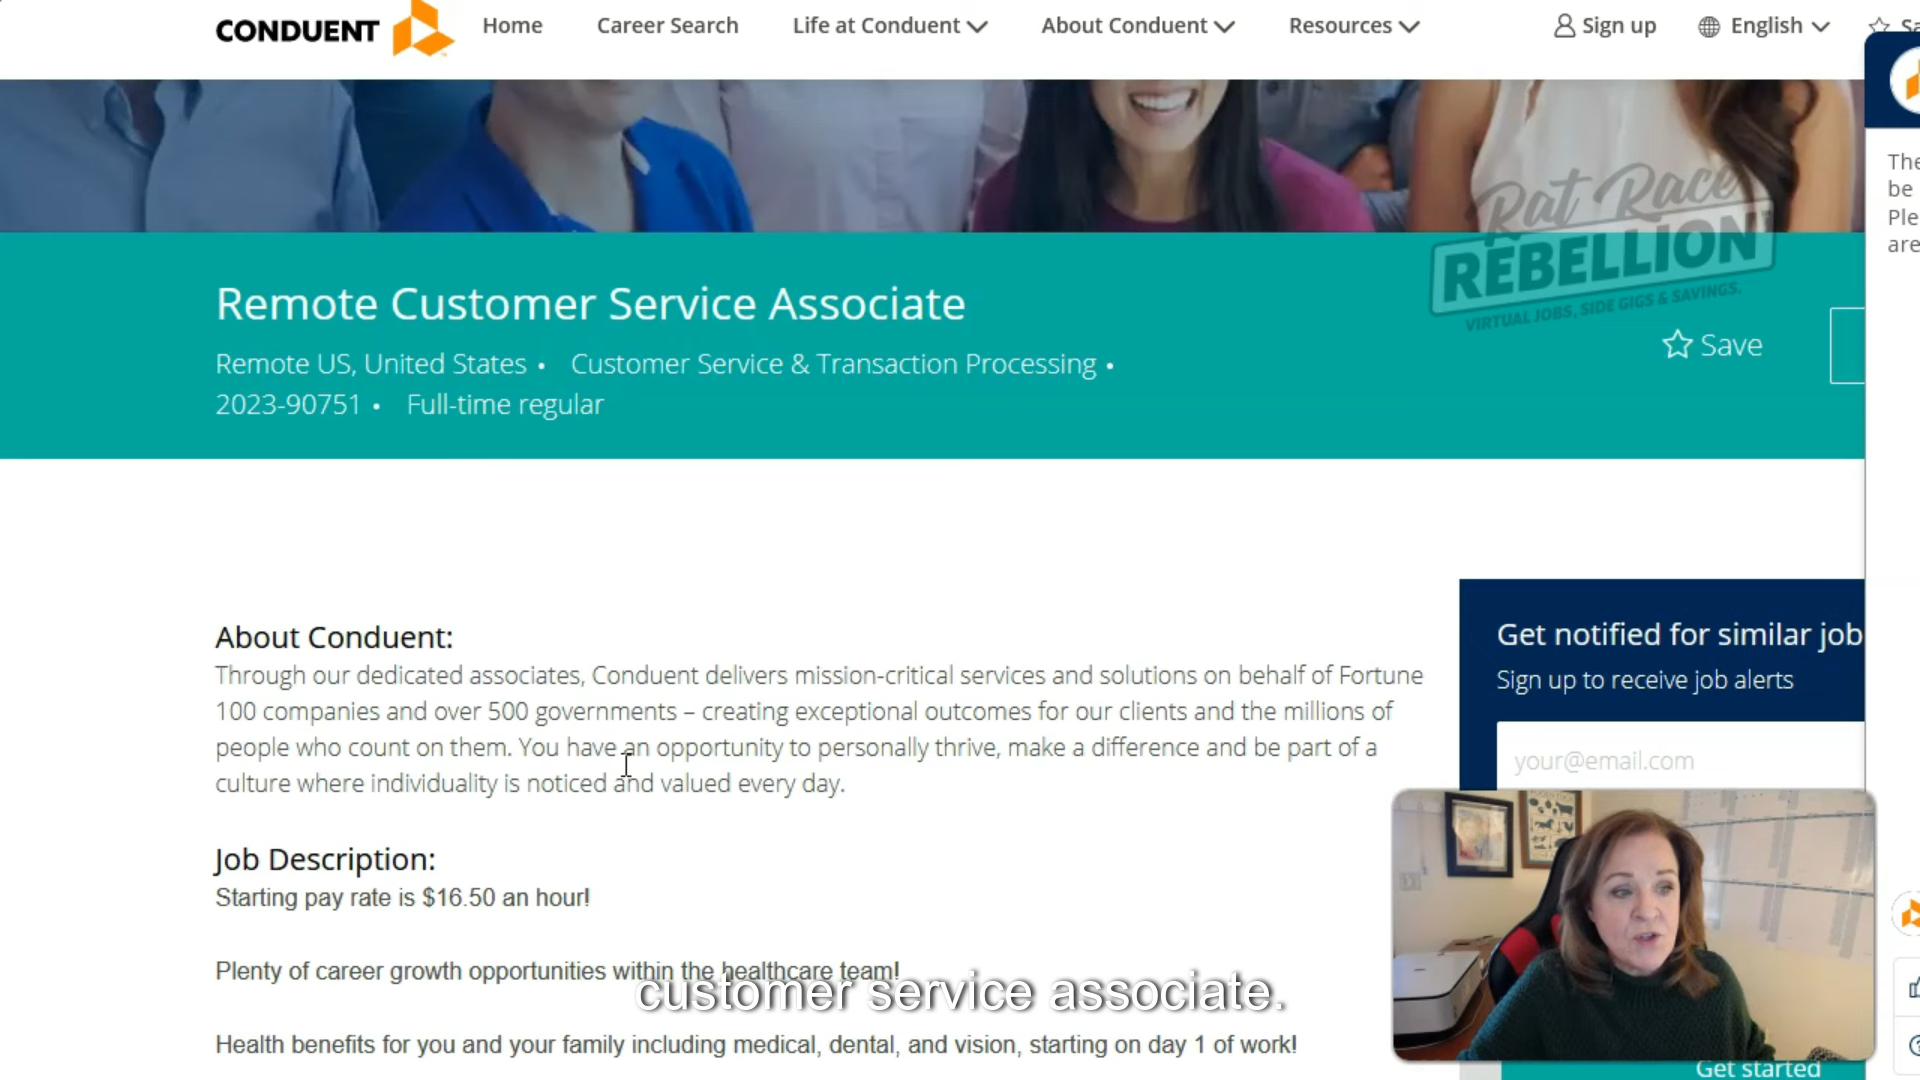 CONDUENT
Home
Career Search
Life at Conduent
About Conduent
Resources
Sign up
English
Rat Race
REBELLION
VIRTUAL JOBS, SIDE GIGS & SAVINGS.
Remote Customer Service Associate
Save
Remote US, United States • Customer Service & Transaction Processing •
2023-90751 • Full-time regular
The
be
Ple
are
About Conduent:
Through our dedicated associates, Conduent delivers mission-critical services and solutions on behalf of Fortune
100 companies and over 500 governments – creating exceptional outcomes for our clients and the millions of
people who count on them. You have an opportunity to personally thrive, make a difference and be part of a
culture where individuality is noticed and valued every day.
Get notified for similar job
Sign up to receive job alerts
your@email.com
Job Description:
Starting pay rate is $16.50 an hour!
Plenty of career growth opportunities within the healthcare team!
customer service associate.
Health benefits for you and your family including medical, dental, and vision, starting on day 1 of work!
Get started